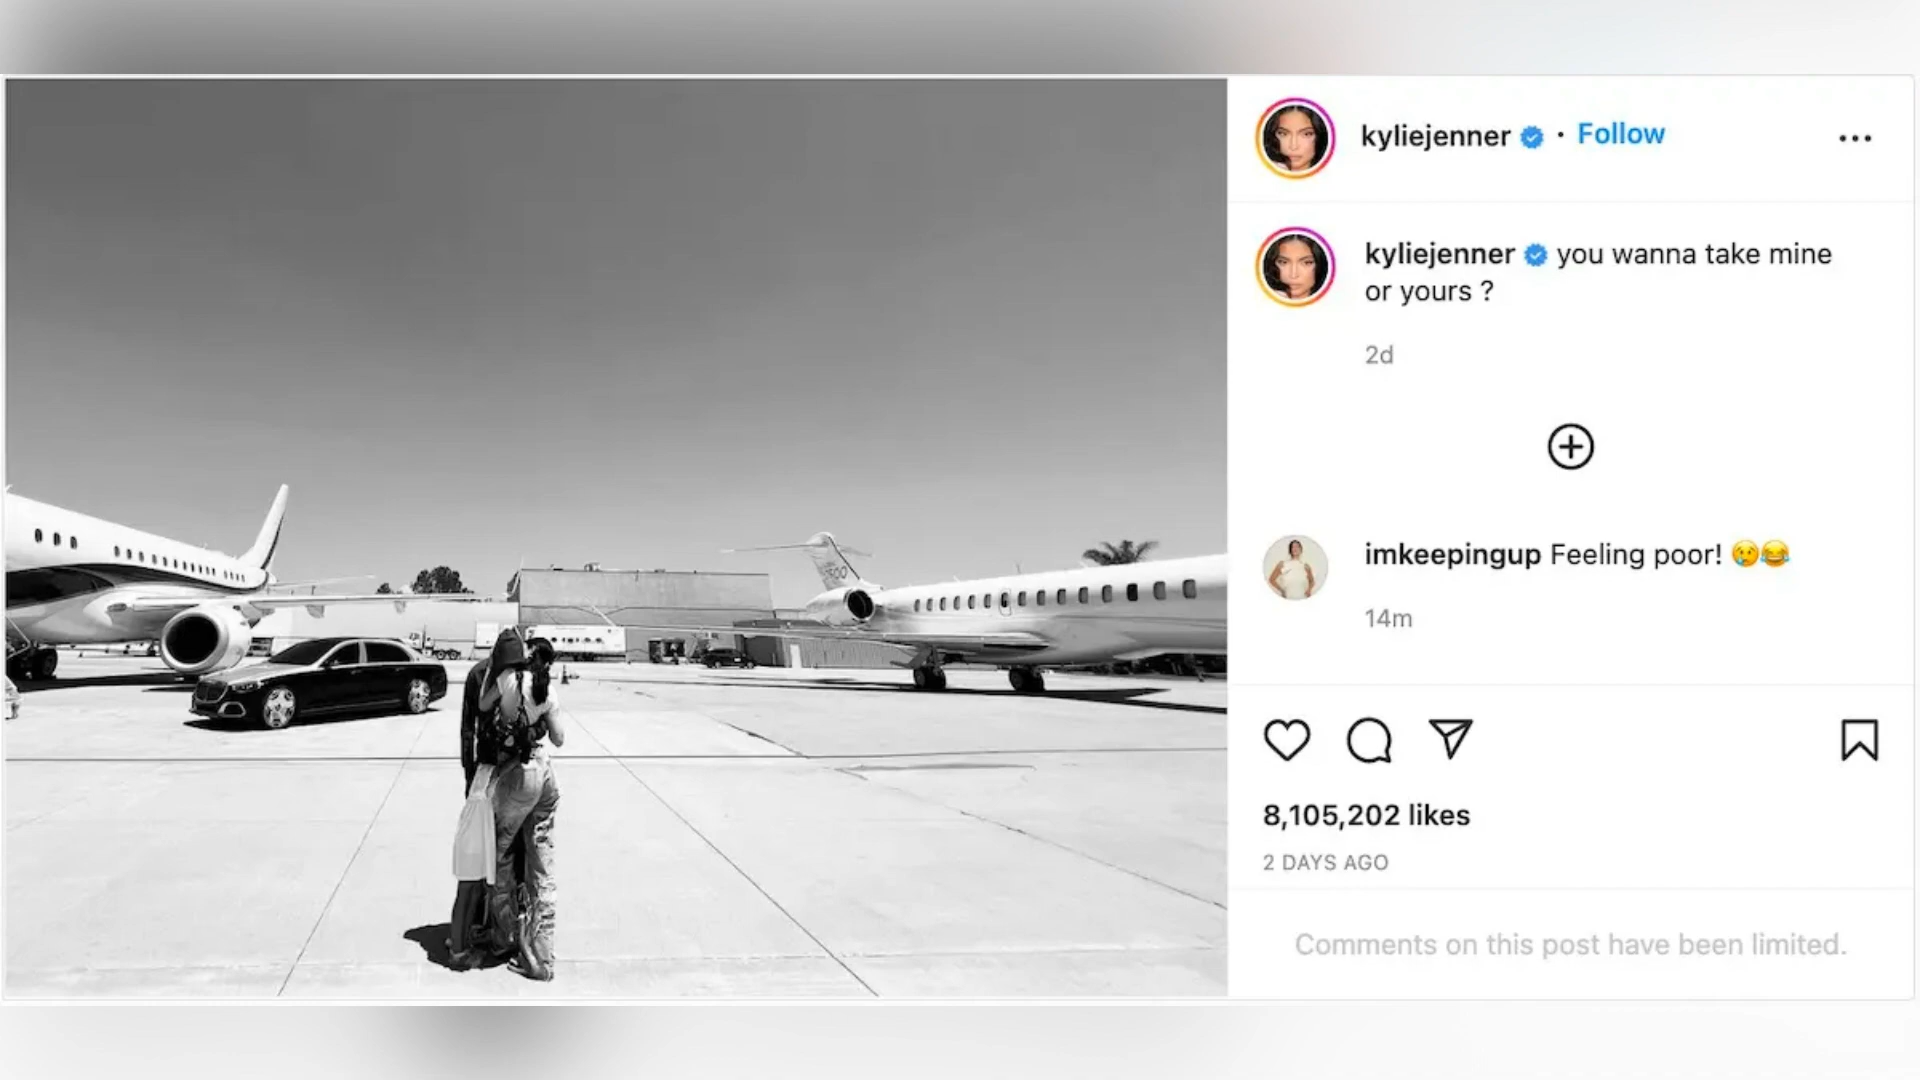 kyliejenner · Follow
kyliejenner you wanna take mine
or yours ?
2d
imkeepingup Feeling poor! 😢😂
14m
8,105,202 likes
2 DAYS AGO
Comments on this post have been limited.